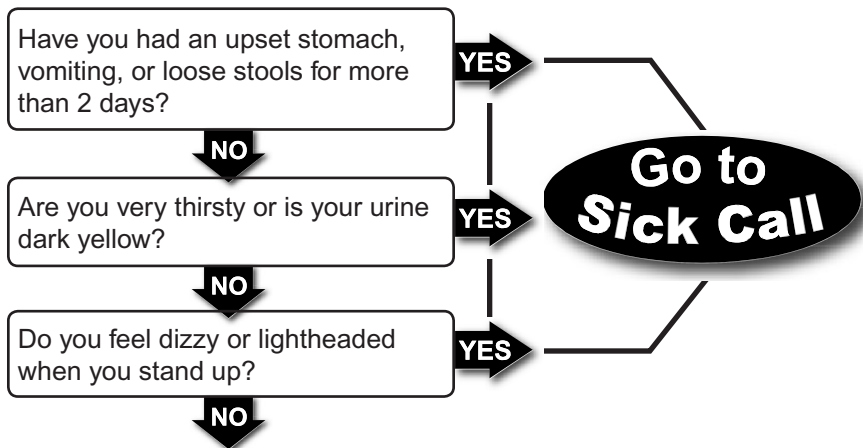 Have you had an upset stomach,
vomiting, or loose stools for more
than 2 days?
YES
NO
Are you very thirsty or is your urine
dark yellow?
YES
NO
Do you feel dizzy or lightheaded
when you stand up?
YES
NO
Go to
Sick Call